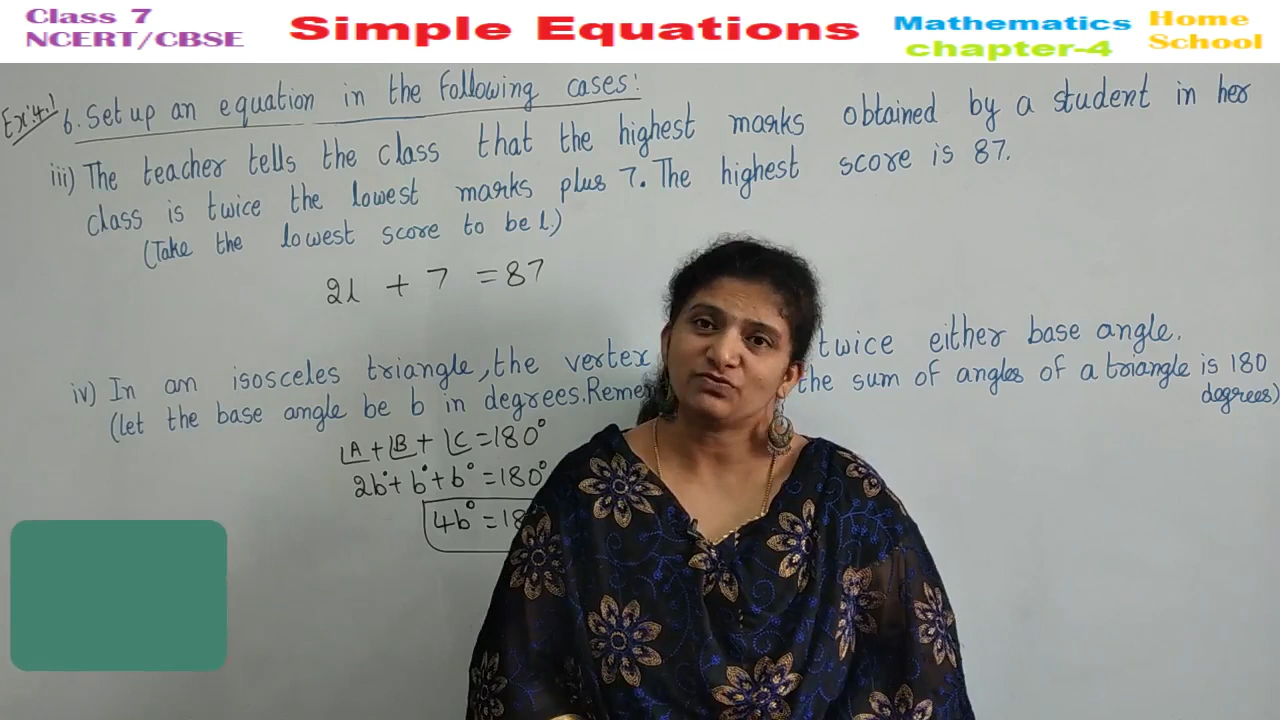 Class 7
NCERT/CBSE
Simple Equations
Mathematics
chapter-4
Home
School
Ex:4.1
6. Set up an equation in the following cases:
iii) The teacher tells the class that the highest marks obtained by a student in her
class is twice the lowest marks plus 7. The highest score is 87.
(Take the lowest score to be l.)
2l + 7 = 87
iv) In an isosceles triangle, the vertex twice either base angle.
(let the base angle be b in degrees. Remem the sum of angles of a triangle is 180
degrees)
∠A + ∠B + ∠C = 180°
2b° + b° + b° = 180°
4b° = 18